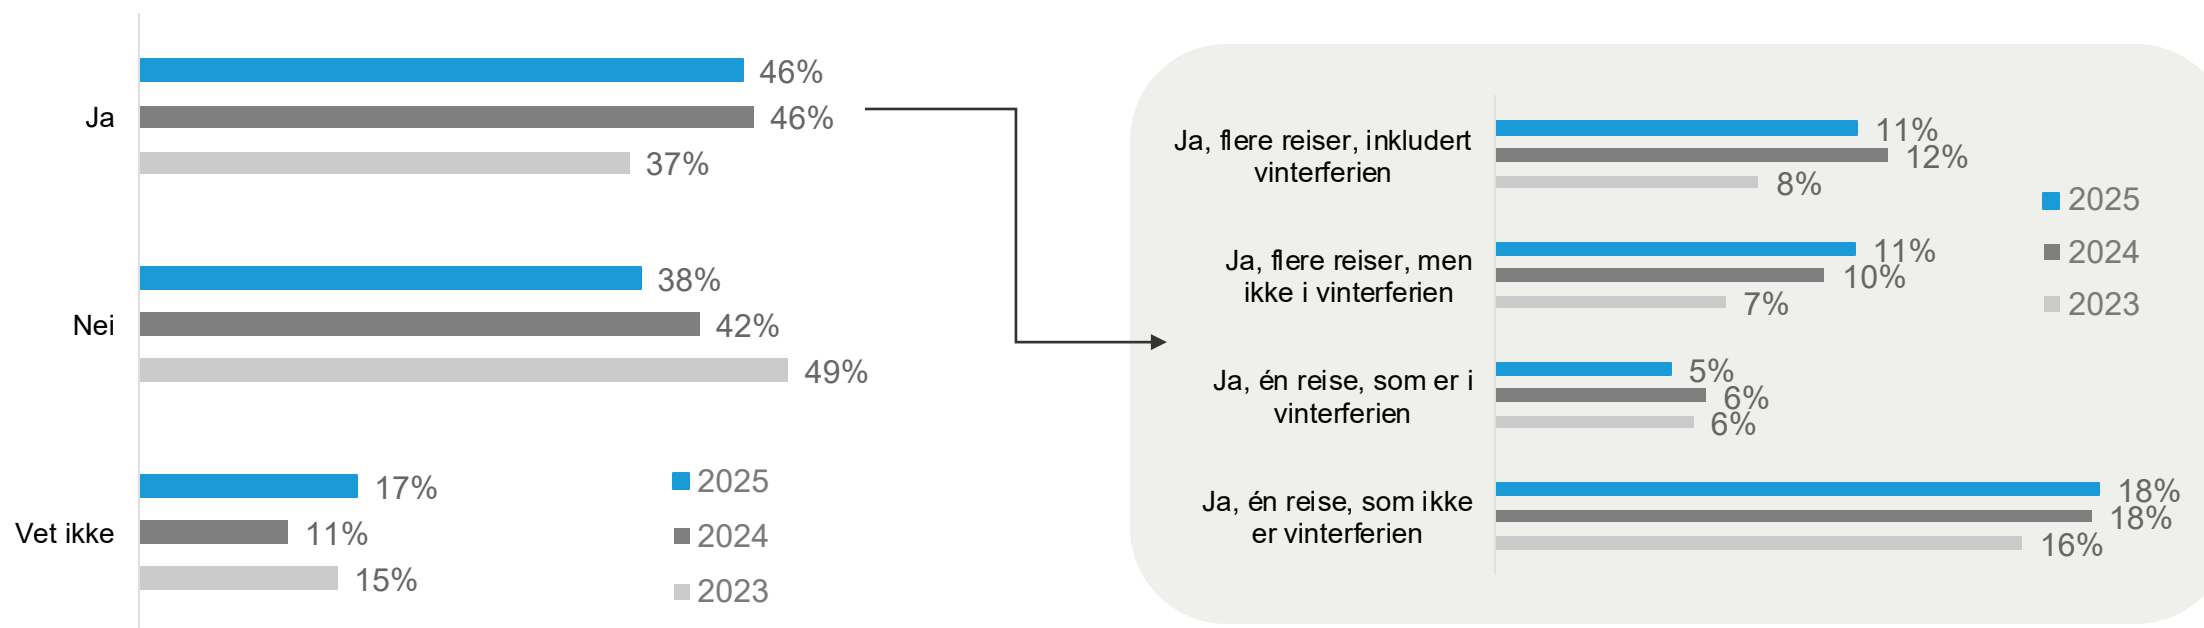 46%
Ja
46%
37%
38%
Nei
42%
49%
17%
Vet ikke
11%
15%
2025
2024
2023
Ja, flere reiser, inkludert
vinterferien
11%
12%
8%
Ja, flere reiser, men
ikke i vinterferien
11%
10%
7%
Ja, én reise, som er i
vinterferien
5%
6%
6%
Ja, én reise, som ikke
er vinterferien
18%
18%
16%
2025
2024
2023